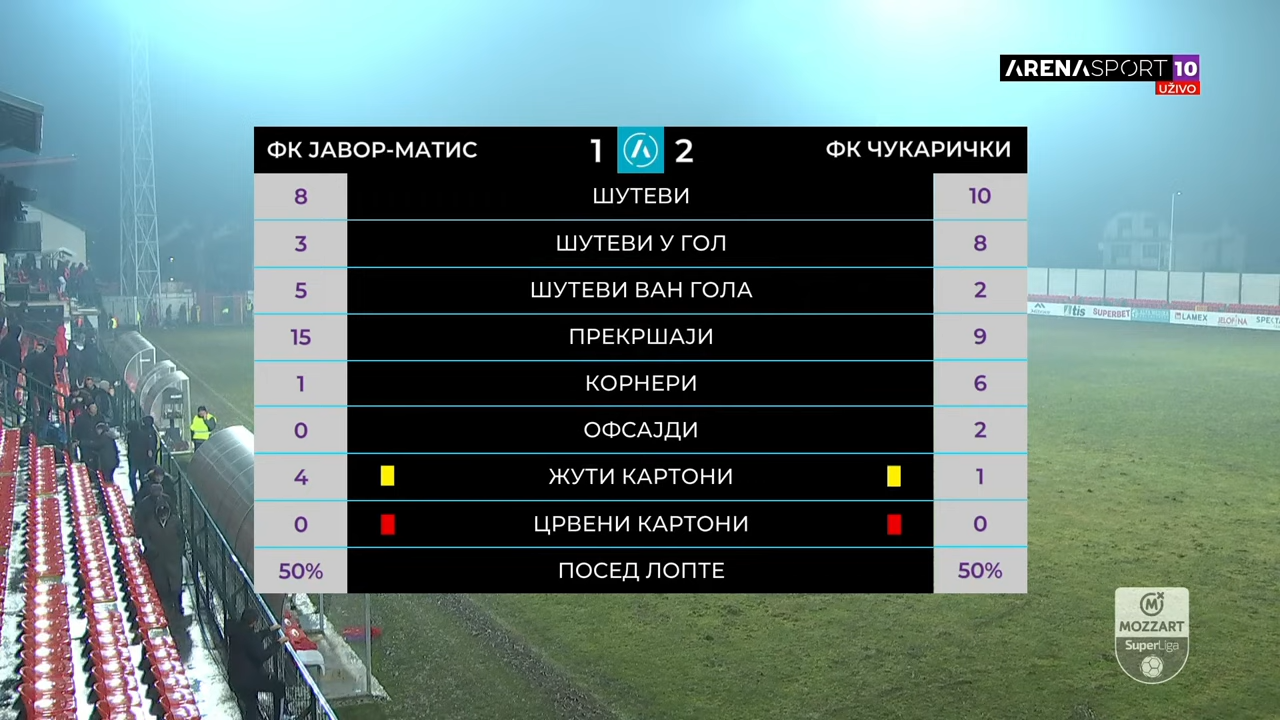 ARENASPORT 10
UŽIVO
ФК ЈАВОР-МАТИС 1 2 ФК ЧУКАРИЧКИ
8 ШУТЕВИ 10
3 ШУТЕВИ У ГОЛ 8
5 ШУТЕВИ ВАН ГОЛА 2
15 ПРЕКРШАЈИ 9
1 КОРНЕРИ 6
0 ОФСАЈДИ 2
4 ЖУТИ КАРТОНИ 1
0 ЦРВЕНИ КАРТОНИ 0
50% ПОСЕД ЛОПТЕ 50%
mtis SUPERBET LAMEX JELOFINA
MOZZART
SuperLiga